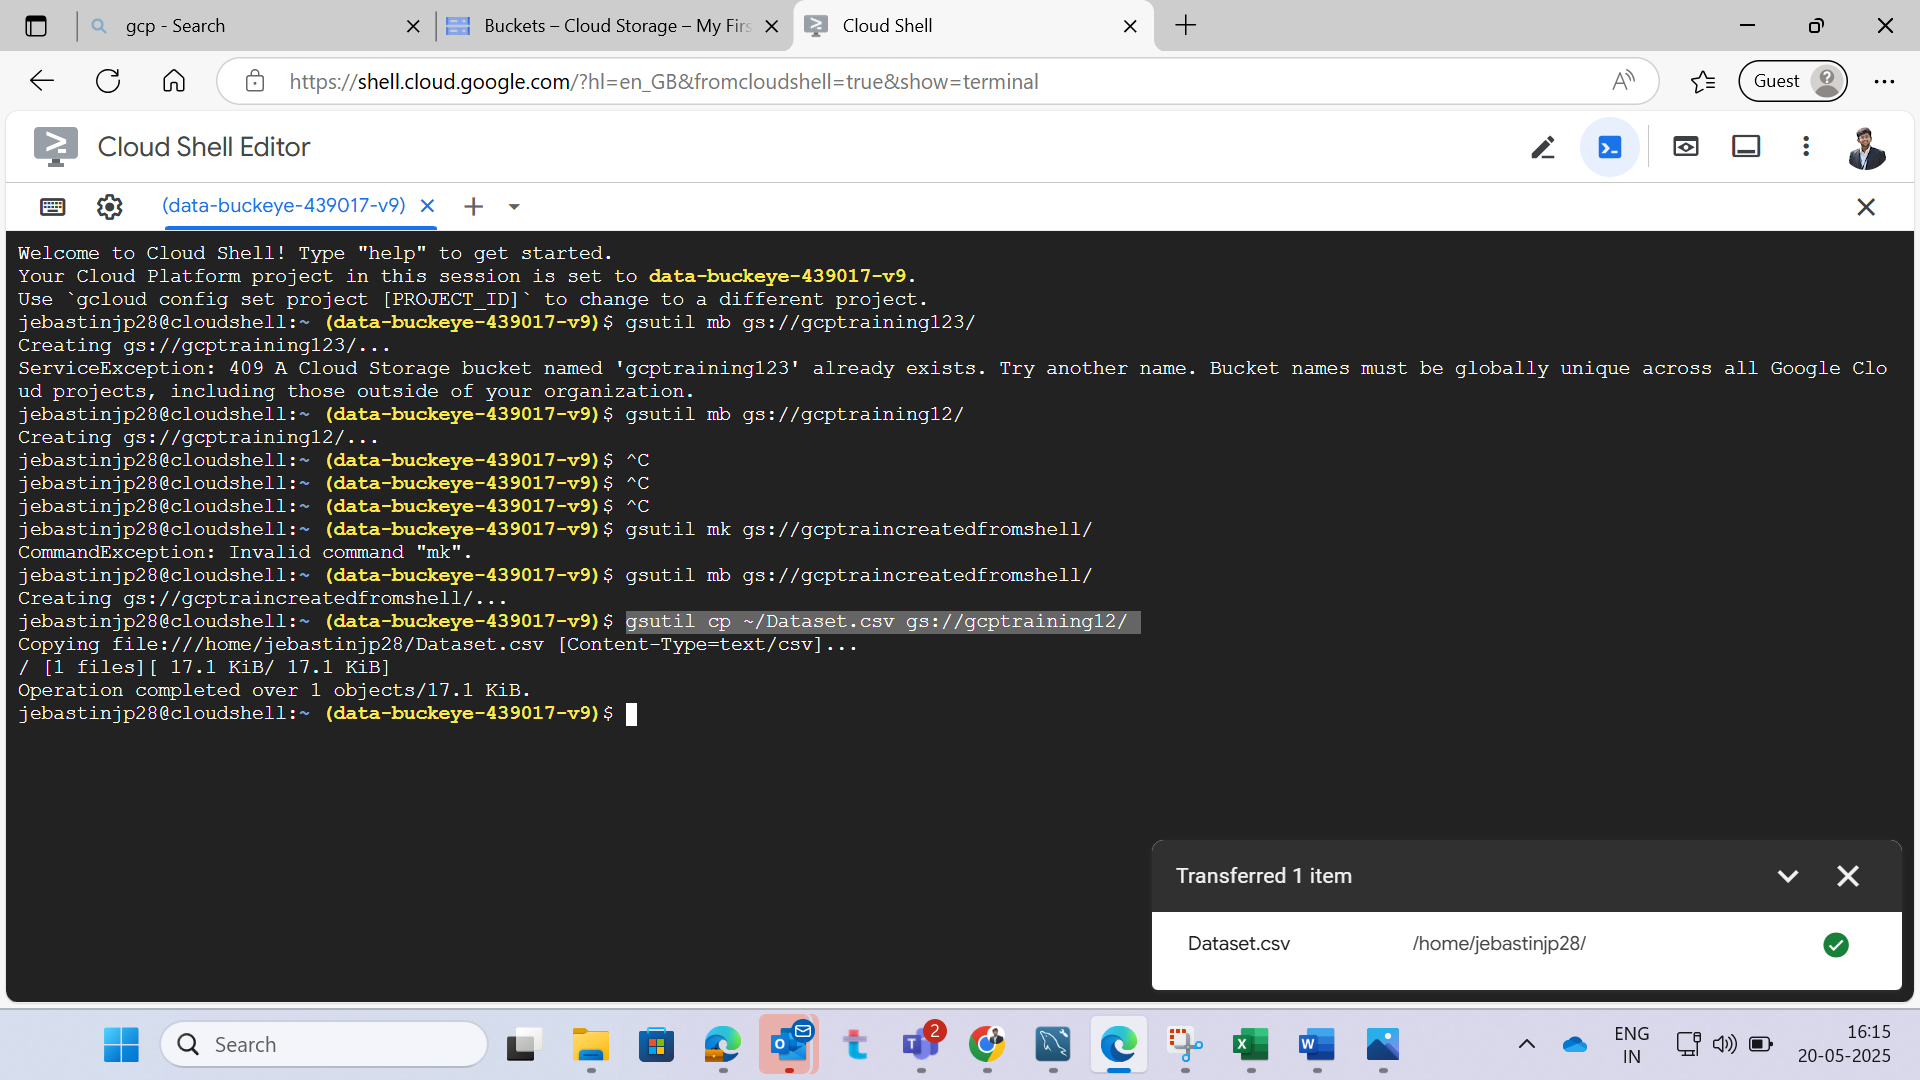 gcp - Search
Buckets – Cloud Storage – My Firs
Cloud Shell
https://shell.cloud.google.com/?hl=en_GB&fromcloudshell=true&show=terminal
Guest
Cloud Shell Editor
(data-buckeye-439017-v9)
Welcome to Cloud Shell! Type "help" to get started.
Your Cloud Platform project in this session is set to data-buckeye-439017-v9.
Use `gcloud config set project [PROJECT_ID]` to change to a different project.
jebastinjp28@cloudshell:~ (data-buckeye-439017-v9)$ gsutil mb gs://gcptraining123/
Creating gs://gcptraining123/...
ServiceException: 409 A Cloud Storage bucket named 'gcptraining123' already exists. Try another name. Bucket names must be globally unique across all Google Clo
ud projects, including those outside of your organization.
jebastinjp28@cloudshell:~ (data-buckeye-439017-v9)$ gsutil mb gs://gcptraining12/
Creating gs://gcptraining12/...
jebastinjp28@cloudshell:~ (data-buckeye-439017-v9)$ ^C
jebastinjp28@cloudshell:~ (data-buckeye-439017-v9)$ ^C
jebastinjp28@cloudshell:~ (data-buckeye-439017-v9)$ ^C
jebastinjp28@cloudshell:~ (data-buckeye-439017-v9)$ gsutil mk gs://gcptraincreatedfromshell/
CommandException: Invalid command "mk".
jebastinjp28@cloudshell:~ (data-buckeye-439017-v9)$ gsutil mb gs://gcptraincreatedfromshell/
Creating gs://gcptraincreatedfromshell/...
jebastinjp28@cloudshell:~ (data-buckeye-439017-v9)$ gsutil cp ~/Dataset.csv gs://gcptraining12/
Copying file:///home/jebastinjp28/Dataset.csv [Content-Type=text/csv]...
/ [1 files][ 17.1 KiB/ 17.1 KiB]
Operation completed over 1 objects/17.1 KiB.
jebastinjp28@cloudshell:~ (data-buckeye-439017-v9)$
Transferred 1 item
Dataset.csv /home/jebastinjp28/
Search
2
ENG
IN
16:15
20-05-2025